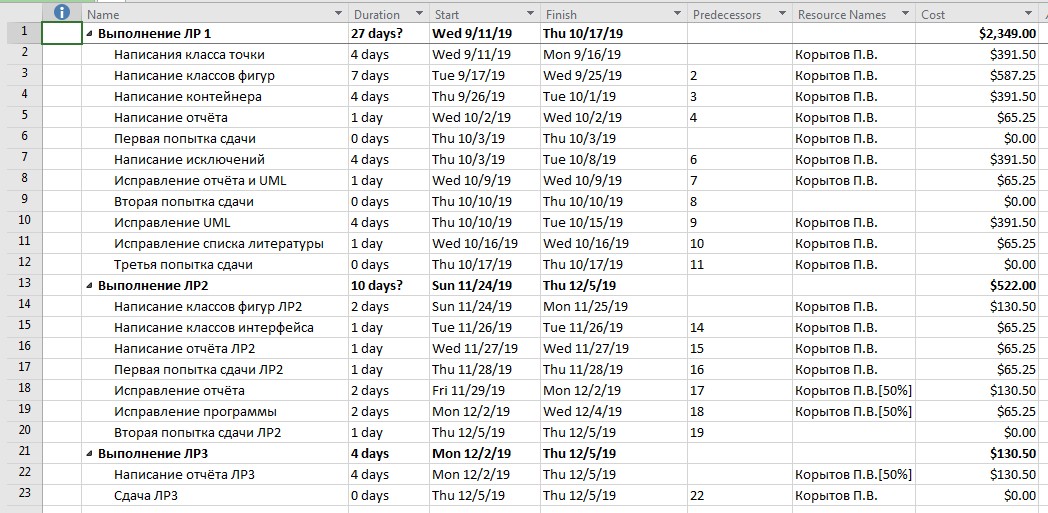 Name Duration Start Finish Predecessors Resource Names Cost
1 Выполнение ЛР 1 27 days? Wed 9/11/19 Thu 10/17/19 $2,349.00
2 Написания класса точки 4 days Wed 9/11/19 Mon 9/16/19 Корытов П.В. $391.50
3 Написание классов фигур 7 days Tue 9/17/19 Wed 9/25/19 2 Корытов П.В. $587.25
4 Написание контейнера 4 days Thu 9/26/19 Tue 10/1/19 3 Корытов П.В. $391.50
5 Написание отчёта 1 day Wed 10/2/19 Wed 10/2/19 4 Корытов П.В. $65.25
6 Первая попытка сдачи 0 days Thu 10/3/19 Thu 10/3/19 Корытов П.В. $0.00
7 Написание исключений 4 days Thu 10/3/19 Tue 10/8/19 6 Корытов П.В. $391.50
8 Исправление отчёта и UML 1 day Wed 10/9/19 Wed 10/9/19 7 Корытов П.В. $65.25
9 Вторая попытка сдачи 0 days Thu 10/10/19 Thu 10/10/19 8 $0.00
10 Исправление UML 4 days Thu 10/10/19 Tue 10/15/19 9 Корытов П.В. $391.50
11 Исправление списка литературы 1 day Wed 10/16/19 Wed 10/16/19 10 Корытов П.В. $65.25
12 Третья попытка сдачи 0 days Thu 10/17/19 Thu 10/17/19 11 Корытов П.В. $0.00
13 Выполнение ЛР2 10 days? Sun 11/24/19 Thu 12/5/19 $522.00
14 Написание классов фигур ЛР2 2 days Sun 11/24/19 Mon 11/25/19 Корытов П.В. $130.50
15 Написание классов интерфейса 1 day Tue 11/26/19 Tue 11/26/19 14 Корытов П.В. $65.25
16 Написание отчёта ЛР2 1 day Wed 11/27/19 Wed 11/27/19 15 Корытов П.В. $65.25
17 Первая попытка сдачи ЛР2 1 day Thu 11/28/19 Thu 11/28/19 16 Корытов П.В. $65.25
18 Исправление отчёта 2 days Fri 11/29/19 Mon 12/2/19 17 Корытов П.В.[50%] $130.50
19 Исправление программы 2 days Mon 12/2/19 Wed 12/4/19 18 Корытов П.В.[50%] $65.25
20 Вторая попытка сдачи ЛР2 1 day Thu 12/5/19 Thu 12/5/19 19 $0.00
21 Выполнение ЛР3 4 days Mon 12/2/19 Thu 12/5/19 $130.50
22 Написание отчёта ЛР3 4 days Mon 12/2/19 Thu 12/5/19 Корытов П.В.[50%] $130.50
23 Сдача ЛР3 0 days Thu 12/5/19 Thu 12/5/19 22 Корытов П.В. $0.00